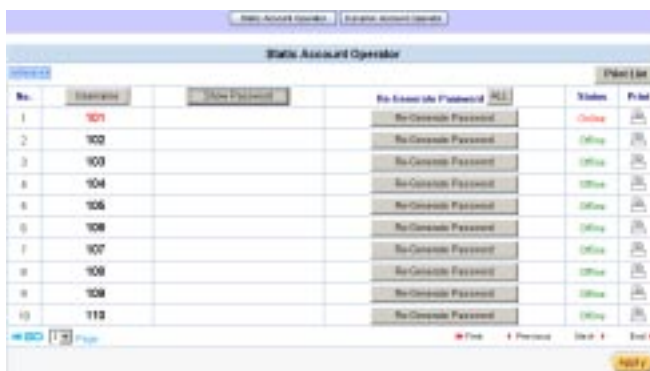 Static Account Operator Dynamic Account Operator
Static Account Operator
Printer List
No. Username Show Password Re-Generate Password ALL Status Print
1 101 Re-Generate Password Online
2 102 Re-Generate Password Offline
3 103 Re-Generate Password Offline
4 104 Re-Generate Password Offline
5 105 Re-Generate Password Offline
6 106 Re-Generate Password Offline
7 107 Re-Generate Password Offline
8 108 Re-Generate Password Offline
9 109 Re-Generate Password Offline
10 110 Re-Generate Password Offline
GO 1 Page First Previous Next End
Apply